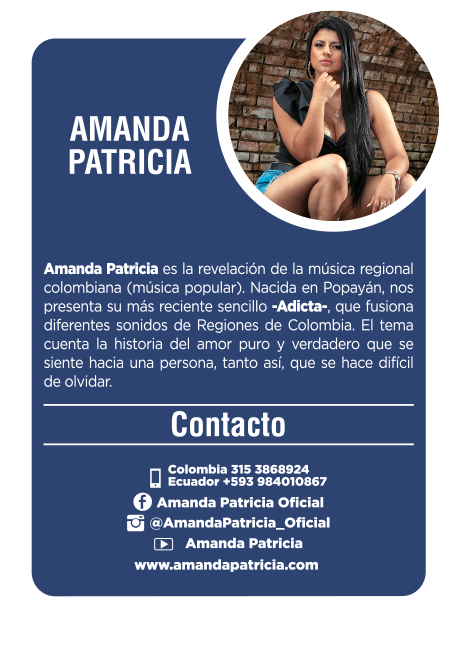 AMANDA
PATRICIA
Amanda Patricia es la revelación de la música regional
colombiana (música popular). Nacida en Popayán, nos
presenta su más reciente sencillo -Adicta-, que fusiona
diferentes sonidos de Regiones de Colombia. El tema
cuenta la historia del amor puro y verdadero que se
siente hacia una persona, tanto así, que se hace difícil
de olvidar.
Contacto
Colombia 315 3868924
Ecuador +593 984010867
Amanda Patricia Oficial
@AmandaPatricia_Oficial
Amanda Patricia
www.amandapatricia.com